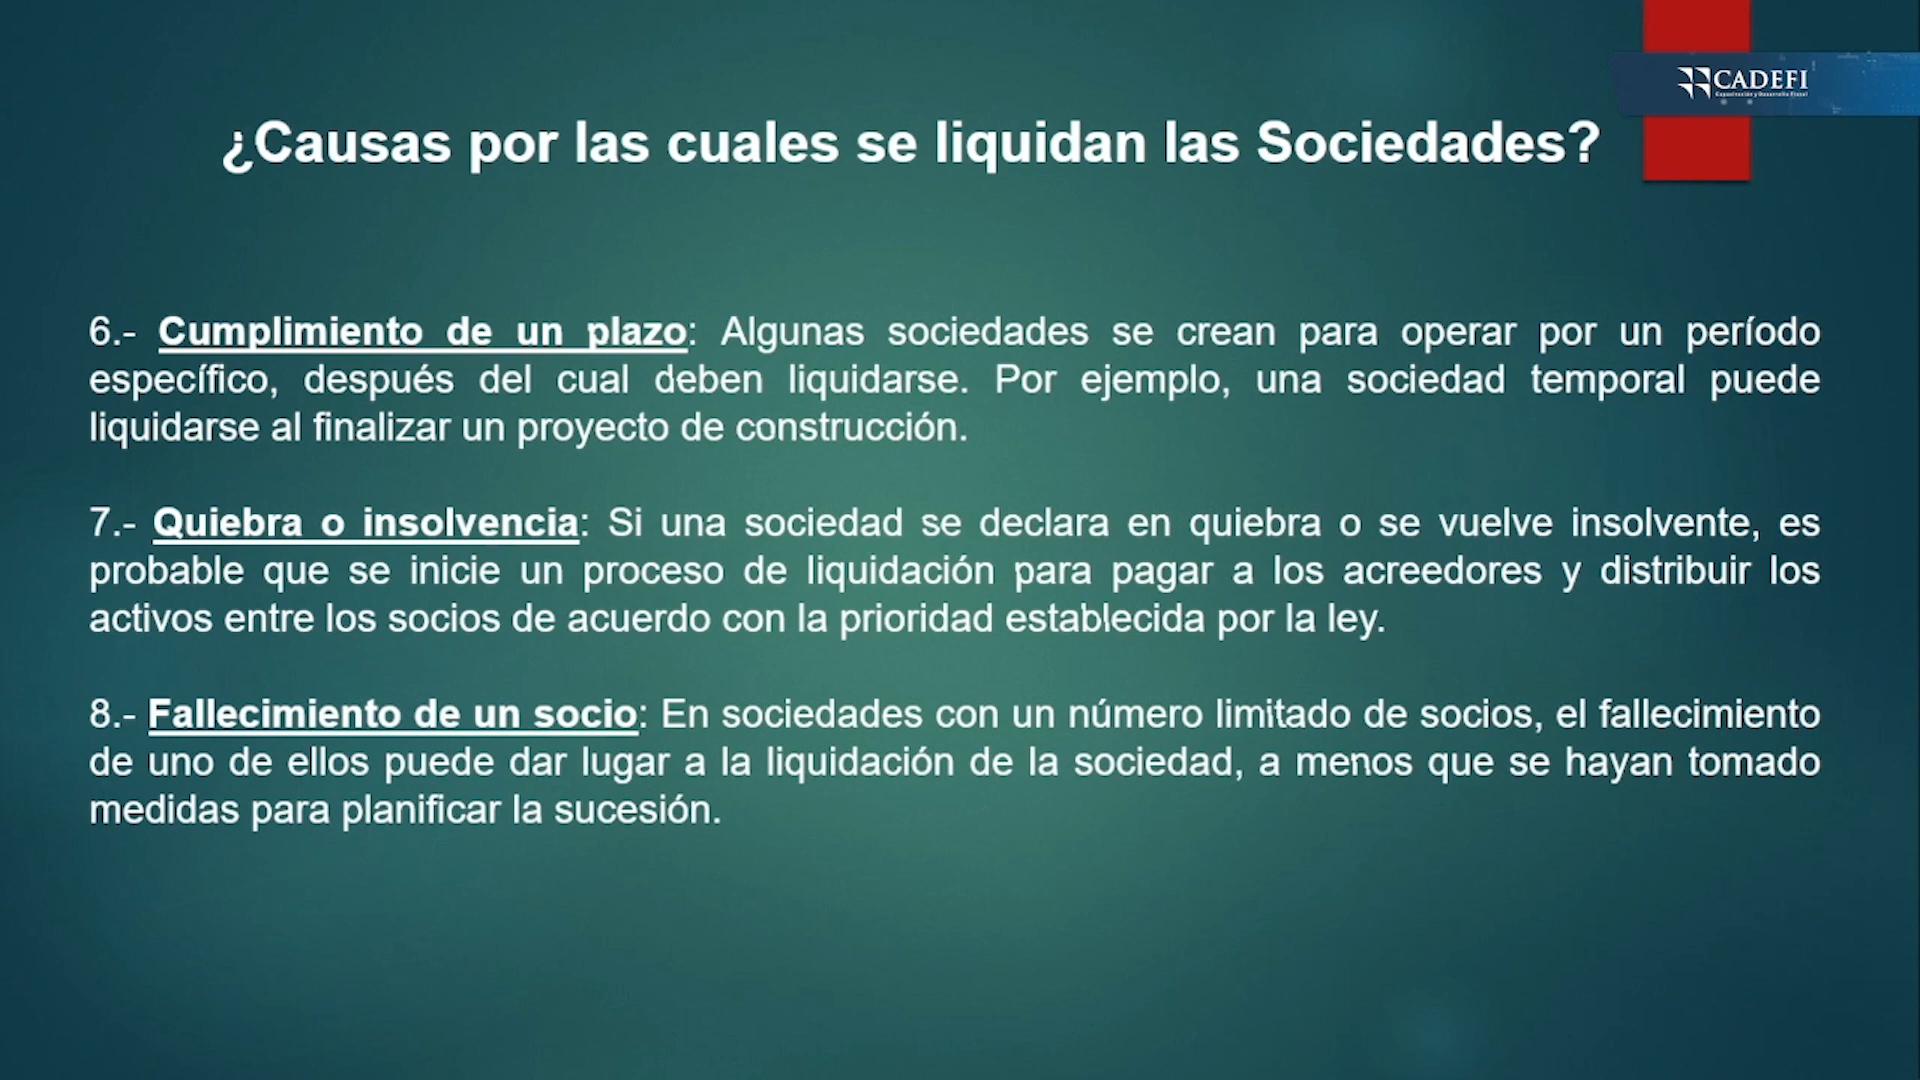 CADEFI
Capacitación y Desarrollo Fiscal
¿Causas por las cuales se liquidan las Sociedades?
6.- Cumplimiento de un plazo: Algunas sociedades se crean para operar por un período
específico, después del cual deben liquidarse. Por ejemplo, una sociedad temporal puede
liquidarse al finalizar un proyecto de construcción.
7.- Quiebra o insolvencia: Si una sociedad se declara en quiebra o se vuelve insolvente, es
probable que se inicie un proceso de liquidación para pagar a los acreedores y distribuir los
activos entre los socios de acuerdo con la prioridad establecida por la ley.
8.- Fallecimiento de un socio: En sociedades con un número limitado de socios, el fallecimiento
de uno de ellos puede dar lugar a la liquidación de la sociedad, a menos que se hayan tomado
medidas para planificar la sucesión.